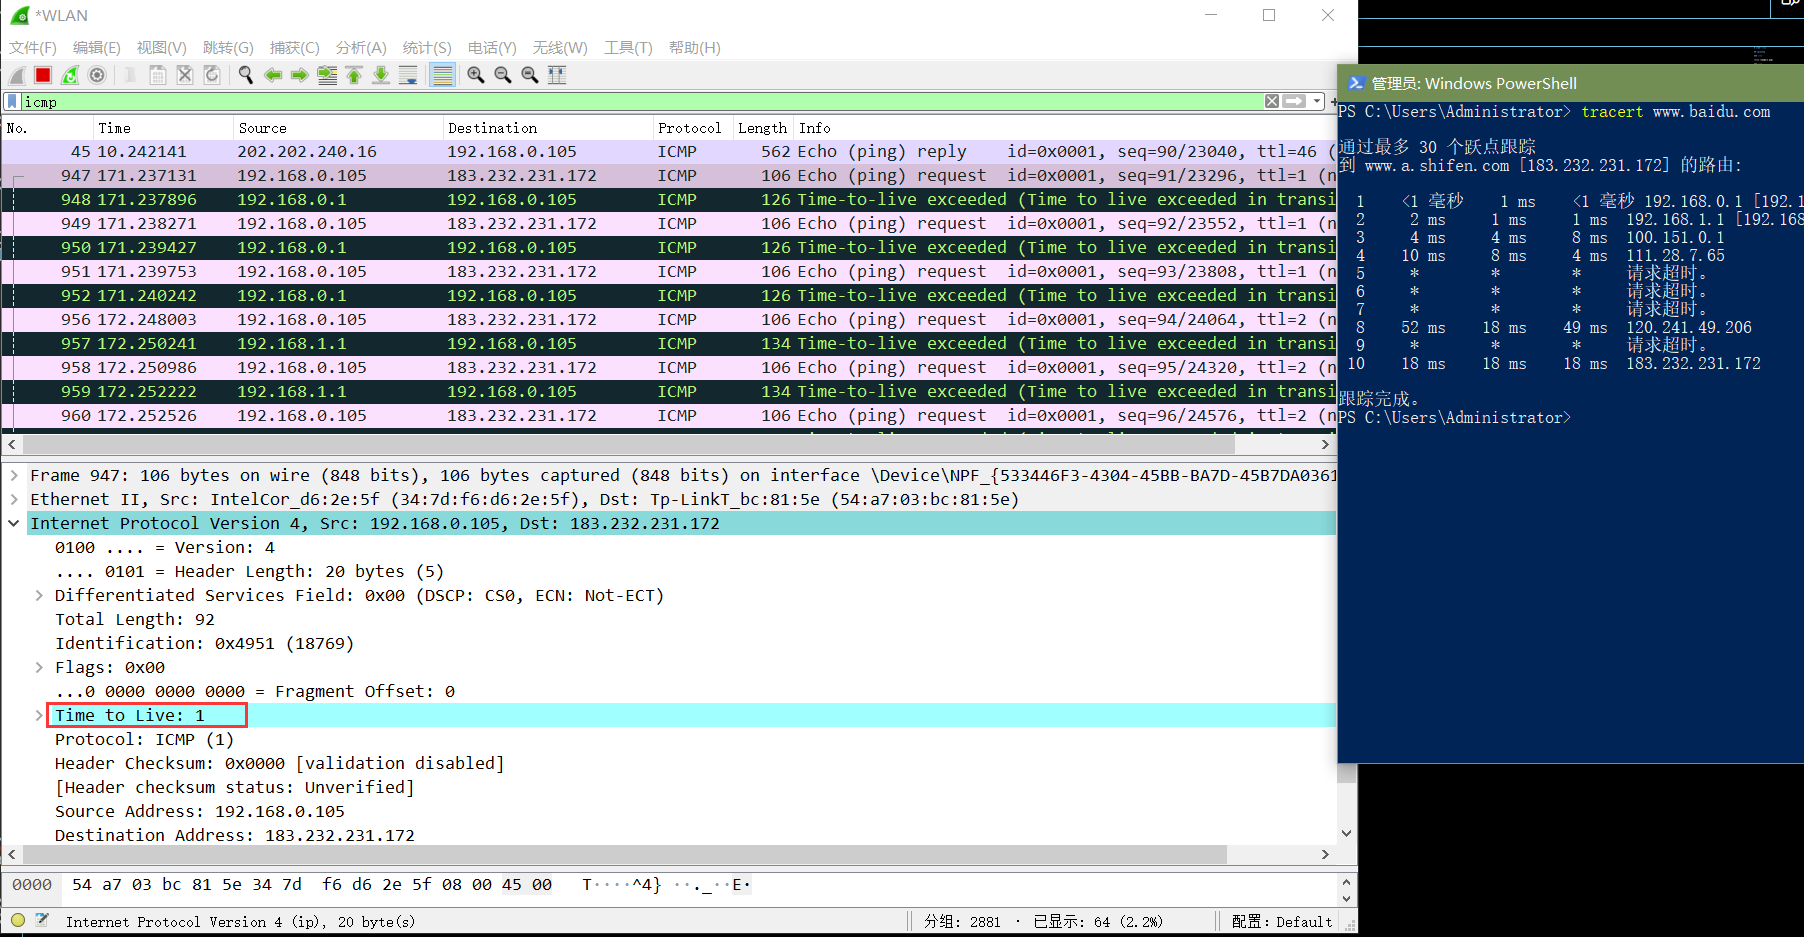 *WLAN
文件(F) 编辑(E) 视图(V) 跳转(G) 捕获(C) 分析(A) 统计(S) 电话(Y) 无线(W) 工具(T) 帮助(H)
icmp
No. Time Source Destination Protocol Length Info
45 10.242141 202.202.240.16 192.168.0.105 ICMP 562 Echo (ping) reply id=0x0001, seq=90/23040, ttl=46 (
947 171.237131 192.168.0.105 183.232.231.172 ICMP 106 Echo (ping) request id=0x0001, seq=91/23296, ttl=1 (n
948 171.237896 192.168.0.1 192.168.0.105 ICMP 126 Time-to-live exceeded (Time to live exceeded in transi
949 171.238271 192.168.0.105 183.232.231.172 ICMP 106 Echo (ping) request id=0x0001, seq=92/23552, ttl=1 (n
950 171.239427 192.168.0.1 192.168.0.105 ICMP 126 Time-to-live exceeded (Time to live exceeded in transi
951 171.239753 192.168.0.105 183.232.231.172 ICMP 106 Echo (ping) request id=0x0001, seq=93/23808, ttl=1 (n
952 171.240242 192.168.0.1 192.168.0.105 ICMP 126 Time-to-live exceeded (Time to live exceeded in transi
956 172.248003 192.168.0.105 183.232.231.172 ICMP 106 Echo (ping) request id=0x0001, seq=94/24064, ttl=2 (n
957 172.250241 192.168.1.1 192.168.0.105 ICMP 134 Time-to-live exceeded (Time to live exceeded in transi
958 172.250986 192.168.0.105 183.232.231.172 ICMP 106 Echo (ping) request id=0x0001, seq=95/24320, ttl=2 (n
959 172.252222 192.168.1.1 192.168.0.105 ICMP 134 Time-to-live exceeded (Time to live exceeded in transi
960 172.252526 192.168.0.105 183.232.231.172 ICMP 106 Echo (ping) request id=0x0001, seq=96/24576, ttl=2 (n
Frame 947: 106 bytes on wire (848 bits), 106 bytes captured (848 bits) on interface \Device\NPF_{533446F3-4304-45BB-BA7D-45B7DA0361
Ethernet II, Src: IntelCor_d6:2e:5f (34:7d:f6:d6:2e:5f), Dst: Tp-LinkT_bc:81:5e (54:a7:03:bc:81:5e)
Internet Protocol Version 4, Src: 192.168.0.105, Dst: 183.232.231.172
0100 .... = Version: 4
.... 0101 = Header Length: 20 bytes (5)
Differentiated Services Field: 0x00 (DSCP: CS0, ECN: Not-ECT)
Total Length: 92
Identification: 0x4951 (18769)
Flags: 0x00
...0 0000 0000 0000 = Fragment Offset: 0
Time to Live: 1
Protocol: ICMP (1)
Header Checksum: 0x0000 [validation disabled]
[Header checksum status: Unverified]
Source Address: 192.168.0.105
Destination Address: 183.232.231.172
0000 54 a7 03 bc 81 5e 34 7d f6 d6 2e 5f 08 00 45 00 T····^4} ··._··E·
Internet Protocol Version 4 (ip), 20 byte(s)
分组: 2881 · 已显示: 64 (2.2%)
配置: Default
管理员: Windows PowerShell
PS C:\Users\Administrator> tracert www.baidu.com
通过最多 30 个跃点跟踪
到 www.a.shifen.com [183.232.231.172] 的路由:
1 <1 毫秒 1 ms <1 毫秒 192.168.0.1 [192.1
2 2 ms 1 ms 1 ms 192.168.1.1 [192.168
3 4 ms 4 ms 8 ms 100.151.0.1
4 10 ms 8 ms 4 ms 111.28.7.65
5 * * * 请求超时。
6 * * * 请求超时。
7 * * * 请求超时。
8 52 ms 18 ms 49 ms 120.241.49.206
9 * * * 请求超时。
10 18 ms 18 ms 18 ms 183.232.231.172
跟踪完成。
PS C:\Users\Administrator>